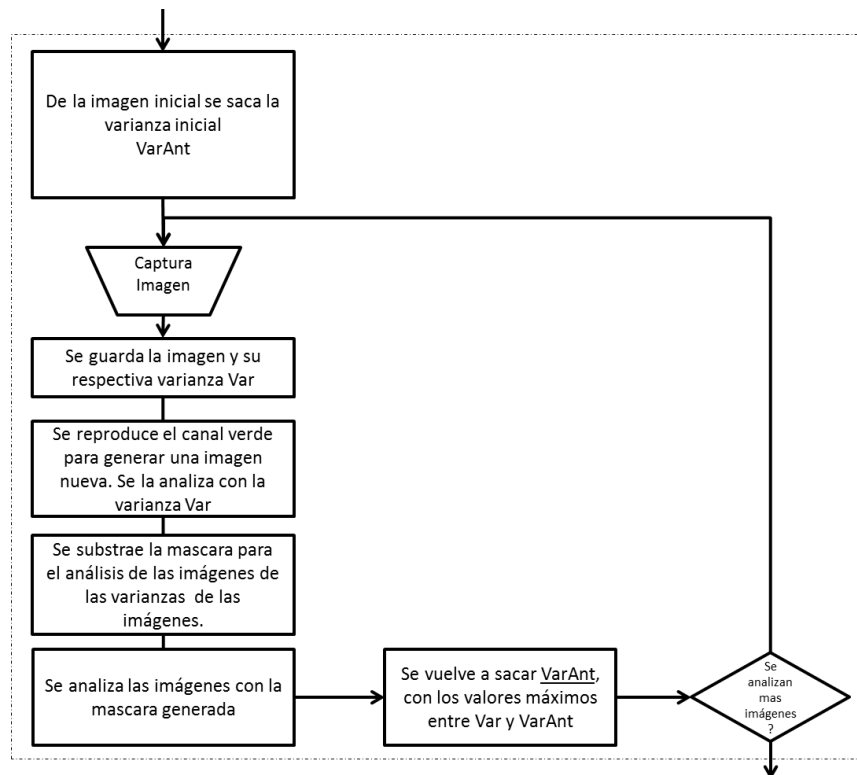 De la imagen inicial se saca la
varianza inicial
VarAnt
Captura
Imagen
Se guarda la imagen y su
respectiva varianza Var
Se reproduce el canal verde
para generar una imagen
nueva. Se la analiza con la
varianza Var
Se substrae la mascara para
el análisis de las imágenes de
las varianzas de las
imágenes.
Se analiza las imágenes con la
mascara generada
Se vuelve a sacar VarAnt,
con los valores máximos
entre Var y VarAnt
Se
analizan
mas
imágenes
?